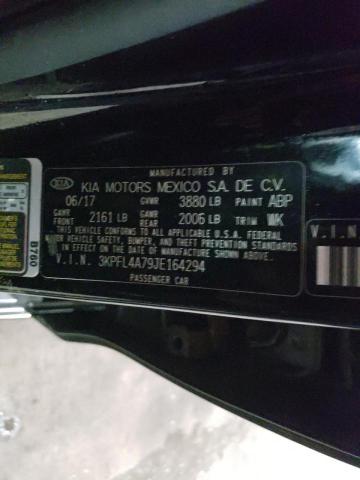 MANUFACTURED BY
KIA KIA MOTORS MEXICO S.A. DE C.V.
06/17 GVWR 3880 LB PAINT ABP
GAWR FRONT 2161 LB GAWR REAR 2006 LB TRIM WK
THIS VEHICLE CONFORMS TO ALL APPLICABLE U.S.A. FEDERAL
MOTOR VEHICLE SAFETY, BUMPER, AND THEFT PREVENTION STANDARDS
IN EFFECT ON THE DATE OF MANUFACTURE SHOWN ABOVE.
V.I.N. 3KPFL4A79JE164294
PASSENGER CAR
V.I.N.